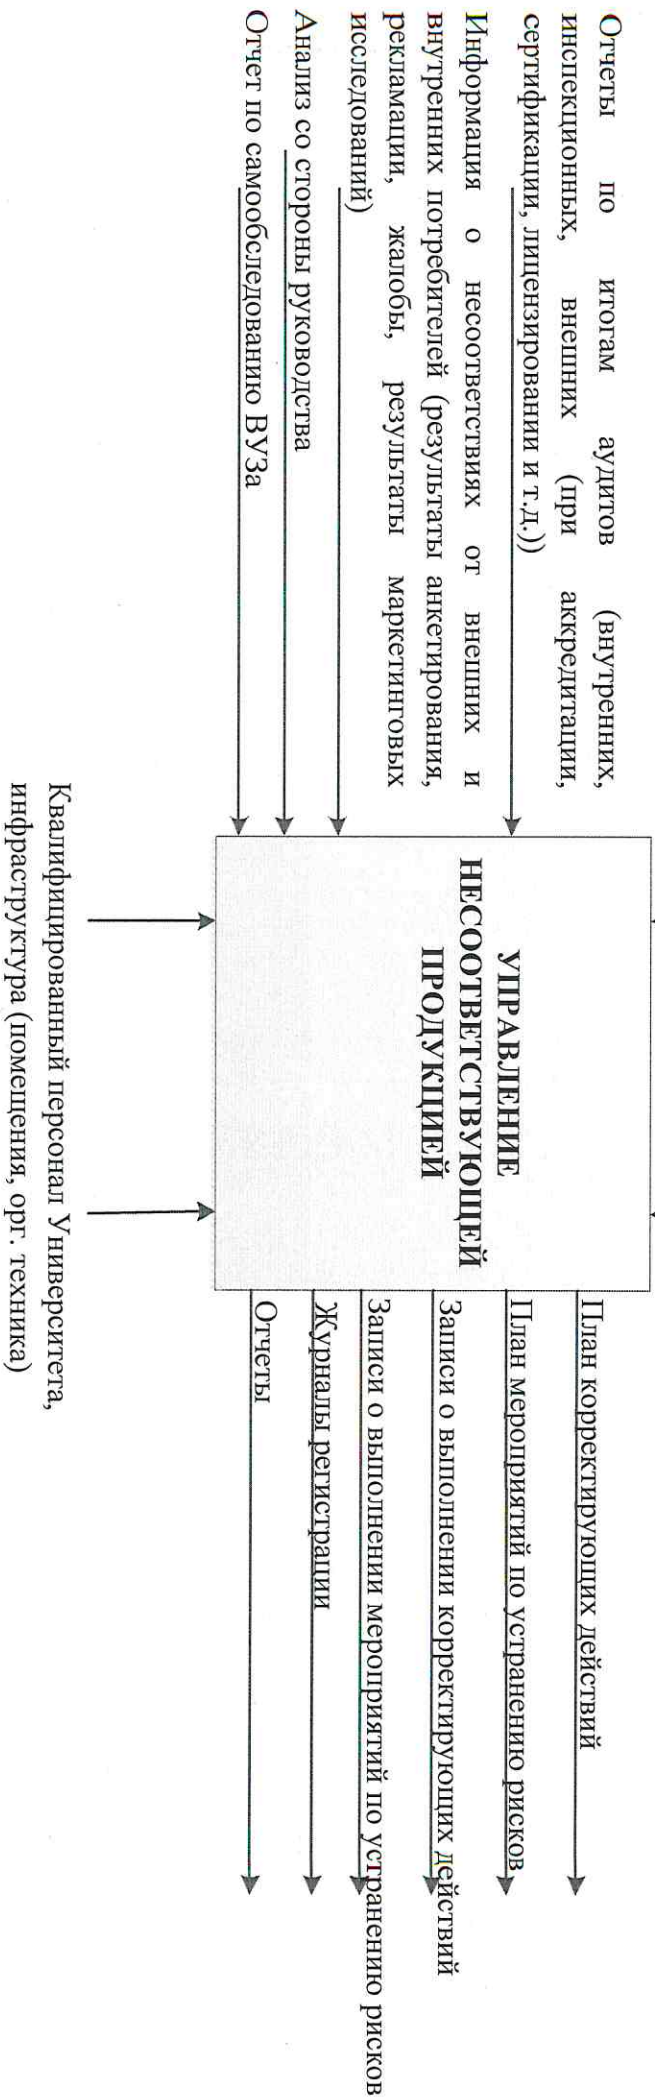 Отчеты по итогам аудитов (внутренних,
инспекционных, внешних (при аккредитации,
сертификации, лицензировании и т.д.))
Информация о несоответствиях от внешних и
внутренних потребителей (результаты анкетирования,
рекламации, жалобы, результаты маркетинговых
исследований)
Анализ со стороны руководства
Отчет по самообследованию ВУЗа
УПРАВЛЕНИЕ
НЕСООТВЕТСТВУЮЩЕЙ
ПРОДУКЦИЕЙ
План корректирующих действий
План мероприятий по устранению рисков
Записи о выполнении корректирующих действий
Записи о выполнении мероприятий по устранению рисков
Журналы регистрации
Отчеты
Квалифицированный персонал Университета,
инфраструктура (помещения, орг. техника)